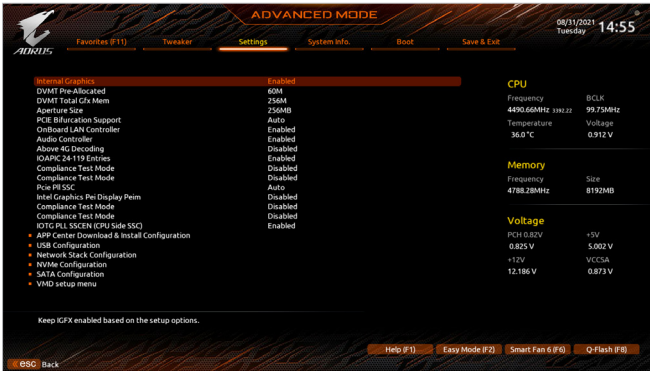 ADVANCED MODE
08/31/2021 Tuesday 14:55
AORUS
Favorites (F11) Tweaker Settings System Info. Boot Save & Exit
Internal Graphics Enabled
DVMT Pre-Allocated 60M
DVMT Total Gfx Mem 256M
Aperture Size 256MB
PCIE Bifurcation Support Auto
OnBoard LAN Controller Enabled
Audio Controller Enabled
Above 4G Decoding Disabled
IOAPIC 24-119 Entries Enabled
Compliance Test Mode Disabled
Compliance Test Mode Disabled
Pcie Pll SSC Auto
Intel Graphics Pei Display Peim Disabled
Compliance Test Mode Disabled
Compliance Test Mode Disabled
IOTG PLL SSCEN (CPU Side SSC) Enabled
APP Center Download & Install Configuration
USB Configuration
Network Stack Configuration
NVMe Configuration
SATA Configuration
VMD setup menu
CPU
Frequency BCLK
4490.66MHz 3392.22 99.75MHz
Temperature Voltage
36.0 °C 0.912 V
Memory
Frequency Size
4788.28MHz 8192MB
Voltage
PCH 0.82V +5V
0.825 V 5.002 V
+12V VCCSA
12.186 V 0.873 V
Keep IGFX enabled based on the setup options.
Help (F1) Easy Mode (F2) Smart Fan 6 (F6) Q-Flash (F8)
esc Back